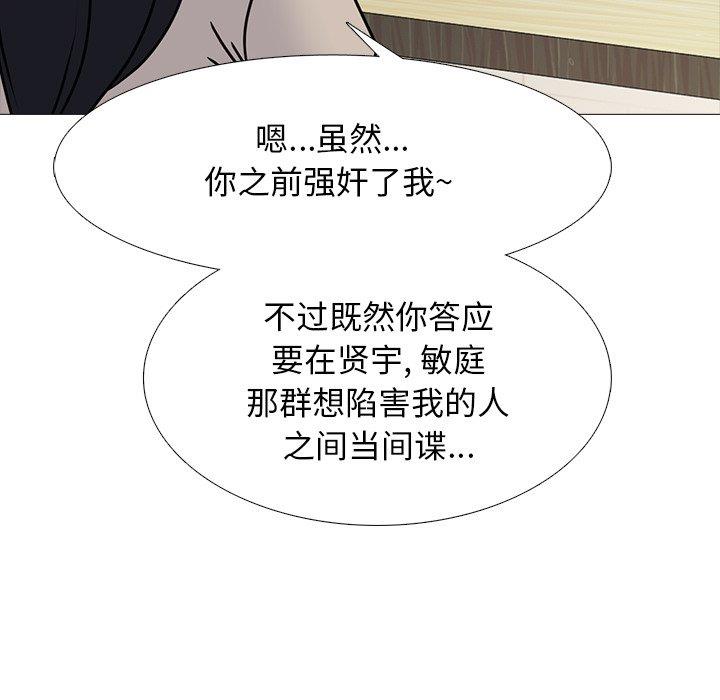 嗯...虽然...
你之前强奸了我~
不过既然你答应
要在贤宇, 敏庭
那群想陷害我的人
之间当间谍...